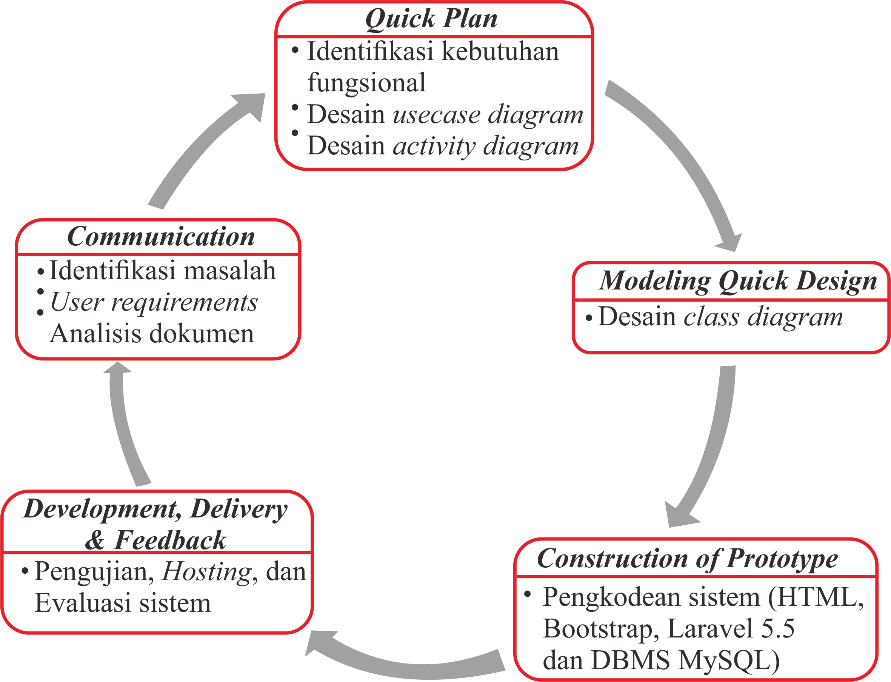 Quick Plan
• Identifikasi kebutuhan
fungsional
• Desain usecase diagram
• Desain activity diagram
Communication
• Identifikasi masalah
• User requirements
• Analisis dokumen
Modeling Quick Design
• Desain class diagram
Development, Delivery
& Feedback
• Pengujian, Hosting, dan
Evaluasi sistem
Construction of Prototype
• Pengkodean sistem (HTML,
Bootstrap, Laravel 5.5
dan DBMS MySQL)